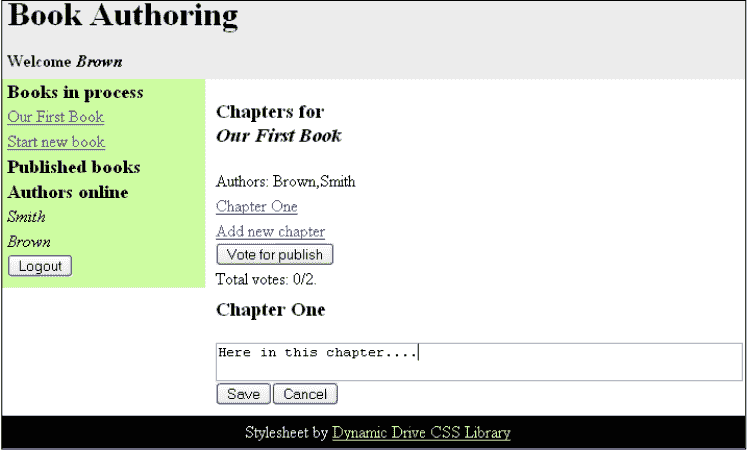 Book Authoring
Welcome Brown
Books in process
Our First Book
Start new book
Published books
Authors online
Smith
Brown
Logout
Chapters for
Our First Book
Authors: Brown,Smith
Chapter One
Add new chapter
Vote for publish
Total votes: 0/2.
Chapter One
Here in this chapter....
Save Cancel
Stylesheet by Dynamic Drive CSS Library